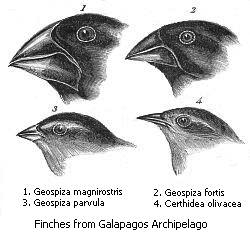 1 2
3 4
1. Geospiza magnirostris 2. Geospiza fortis
3. Geospiza parvula 4. Certhidea olivacea
Finches from Galapagos Archipelago